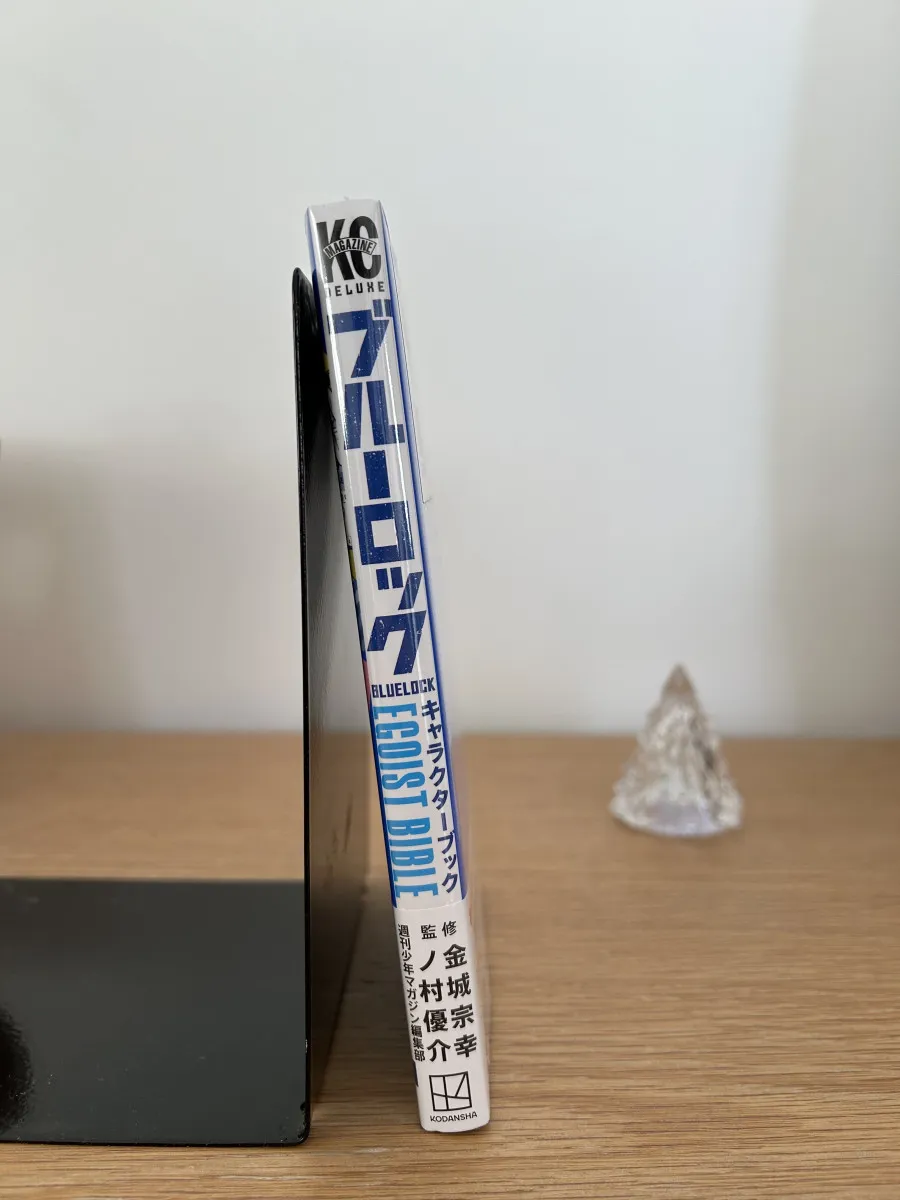 KC
MAGAZINE
DELUXE
ブルーロック
BLUELOCK
キャラクターブック
EGOIST BIBLE
監修
金城宗幸
ノ村優介
週刊少年マガジン編集部
KODANSHA